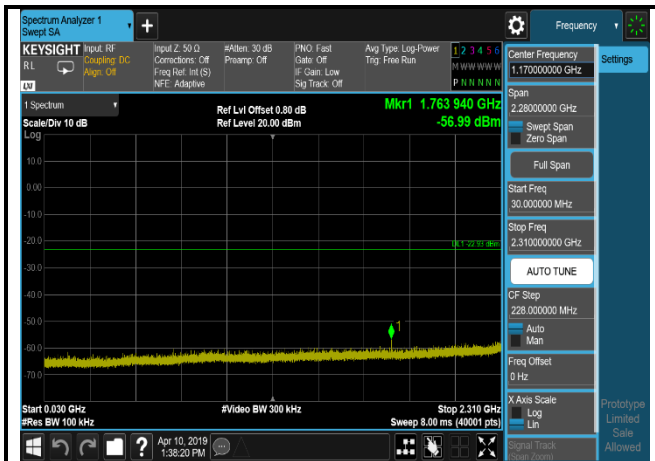 Spectrum Analyzer 1
Swept SA
+
Frequency
KEYSIGHT
RL
LXI
Input: RF
Coupling: DC
Align: Off
Input Z: 50 Ω
Corrections: Off
Freq Ref: Int (S)
NFE: Adaptive
#Atten: 30 dB
Preamp: Off
PNO: Fast
Gate: Off
IF Gain: Low
Sig Track: Off
Avg Type: Log-Power
Trig: Free Run
1 2 3 4 5 6
M W W W W W
P N N N N N
Center Frequency
1.170000000 GHz
Settings
Span
2.28000000 GHz
Swept Span
Zero Span
Full Span
Start Freq
30.000000 MHz
Stop Freq
2.310000000 GHz
AUTO TUNE
CF Step
228.000000 MHz
Auto
Man
Freq Offset
0 Hz
X Axis Scale
Log
Lin
Signal Track
(Span Zoom)
Prototype
Limited
Sale
Allowed
1 Spectrum
Scale/Div 10 dB
Ref Lvl Offset 0.80 dB
Ref Level 20.00 dBm
Mkr1 1.763 940 GHz
-56.99 dBm
Log
10.0
0.00
-10.0
-20.0
-30.0
-40.0
-50.0
-60.0
-70.0
DL1 -22.93 dBm
1
Start 0.030 GHz
#Res BW 100 kHz
#Video BW 300 kHz
Stop 2.310 GHz
Sweep 8.00 ms (40001 pts)
?
Apr 10, 2019
1:38:20 PM